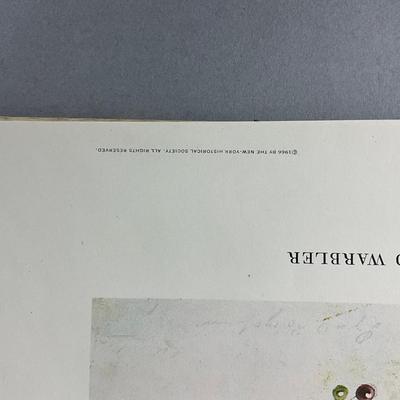 D WARBLER
©1966 BY THE NEW-YORK HISTORICAL SOCIETY. ALL RIGHTS RESERVED.